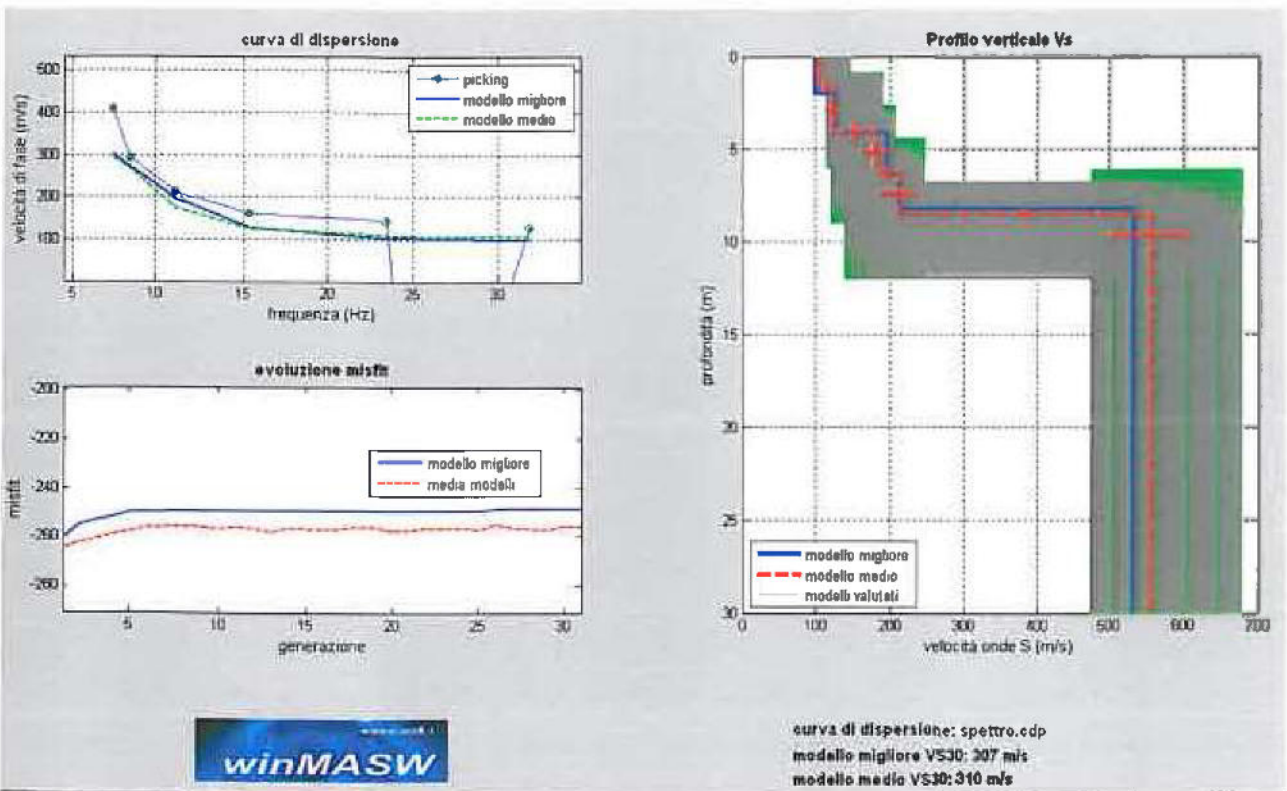 curva di dispersione
velocità di fase (m/s)
500
400
300
200
100
picking
modello migliore
modello medio
5
10
15
20
25
30
frequenza (Hz)
evoluzione misfit
misfit
-200
-220
-240
-260
-280
modello migliore
media modelli
5
10
15
20
25
30
generazione
winMASW
Profilo verticale Vs
profondità (m)
0
5
10
15
20
25
30
modello migliore
modello medio
modelli valutati
0
100
200
300
400
500
600
700
velocità onde S (m/s)
curva di dispersione: spettro.cdp
modello migliore VS30: 307 m/s
modello medio VS30: 310 m/s